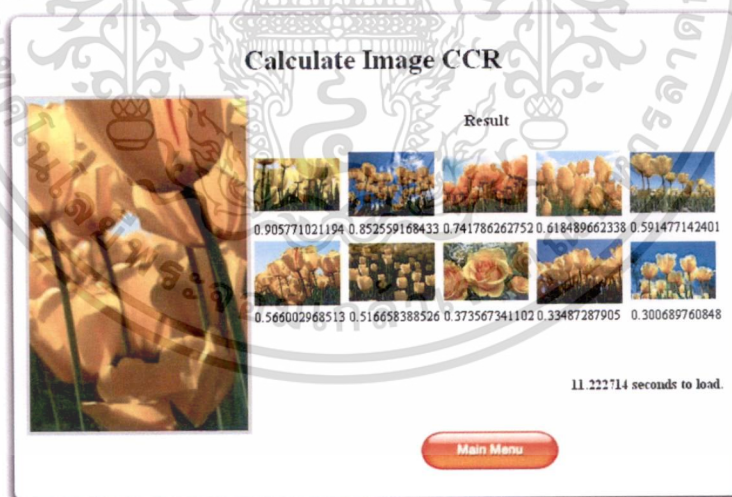 Calculate Image CCR
Result
0.905771021194 0.852559168433 0.741786262752 0.618489662338 0.591477142401
0.566002968513 0.516658388526 0.373567341102 0.33487287905 0.300689760848
11.222714 seconds to load.
Main Menu